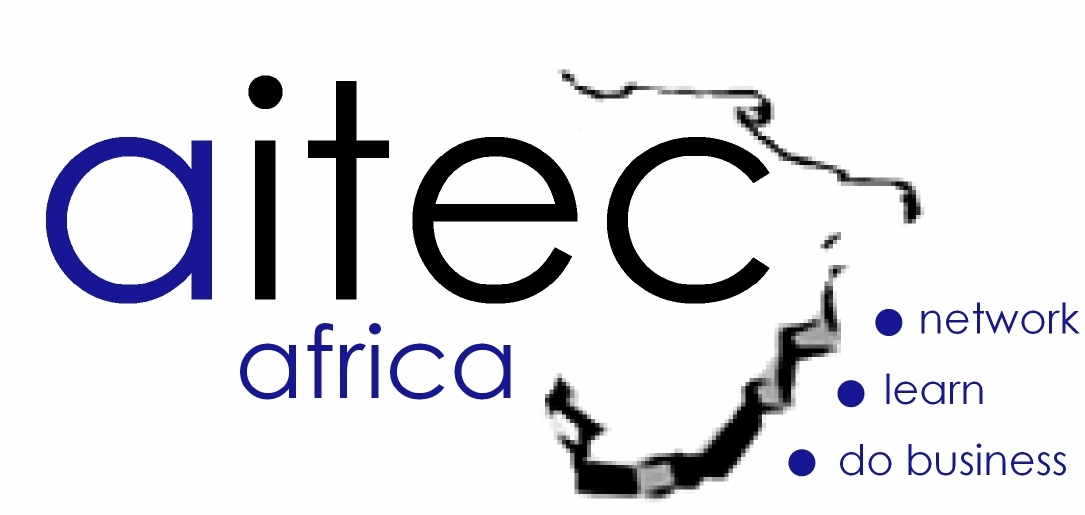 aitec
africa
• network
• learn
• do business